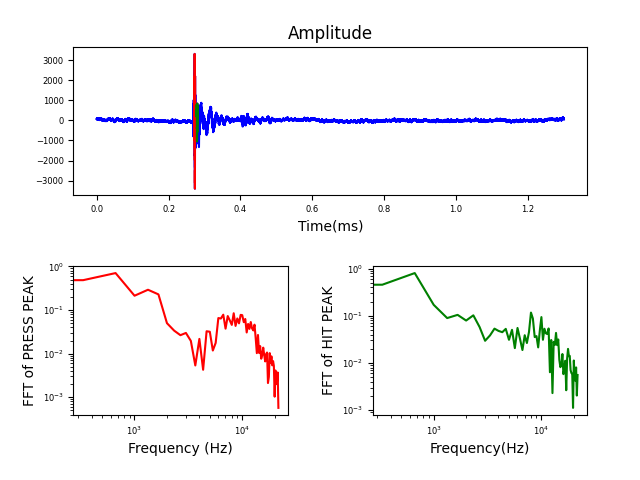 Amplitude
3000
2000
1000
0
−1000
−2000
−3000
0.0 0.2 0.4 0.6 0.8 1.0 1.2
Time(ms)
FFT of PRESS PEAK
10⁰
10⁻¹
10⁻²
10⁻³
10³ 10⁴
Frequency (Hz)
FFT of HIT PEAK
10⁰
10⁻¹
10⁻²
10⁻³
10³ 10⁴
Frequency(Hz)